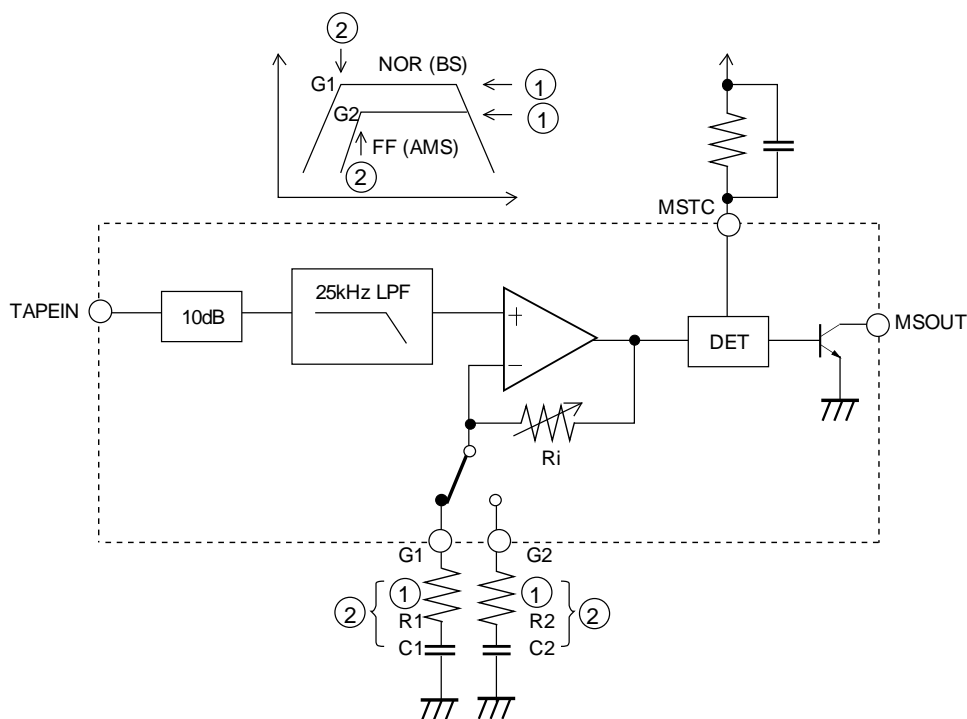 ②
NOR (BS)
G1
①
G2
①
FF (AMS)
②
MSTC
TAPEIN
10dB
25kHz LPF
+
−
DET
MSOUT
Ri
G1
G2
② ① ① ②
R1
R2
C1
C2